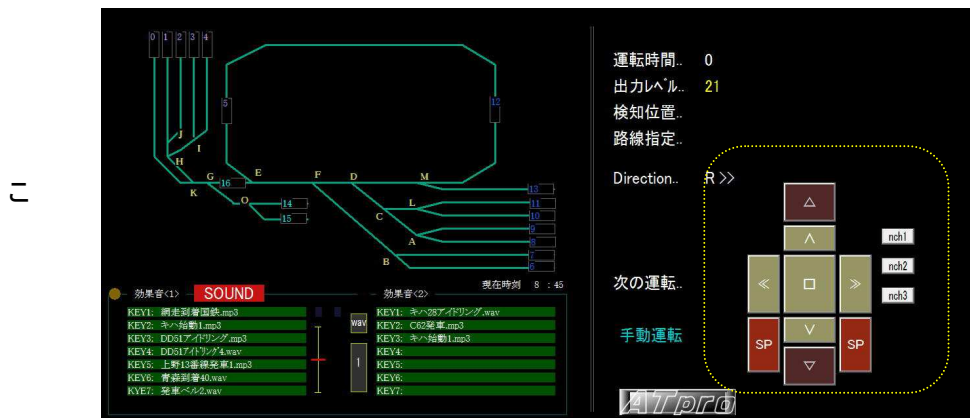 こ
0 1 2 3 4
5
12
J
I
H
G
16
E
F
D
M
K
O
14
15
13
L
11
C
10
9
A
8
B
7
6
運転時間.. 0
出力レベル.. 21
検知位置..
路線指定..
Direction.. R >>
次の運転..
手動運転
△
∧
≪ □ ≫
SP ∨ SP
▽
nch1
nch2
nch3
現在時刻 8 : 45
効果音<1> SOUND
KEY1: 網走到着国鉄.mp3
KEY2: キハ始動1.mp3
KEY3: DD51アイドリング.mp3
KEY4: DD51アイドリング4.wav
KEY5: 上野13番線発車1.mp3
KEY6: 青森到着40.wav
KYE7: 発車ベル2.wav
wav
1
効果音<2>
KEY1: キハ28アイドリング.wav
KEY2: C62発車.mp3
KEY3: キハ始動1.mp3
KEY4:
KEY5:
KEY6:
KEY7:
ATpro